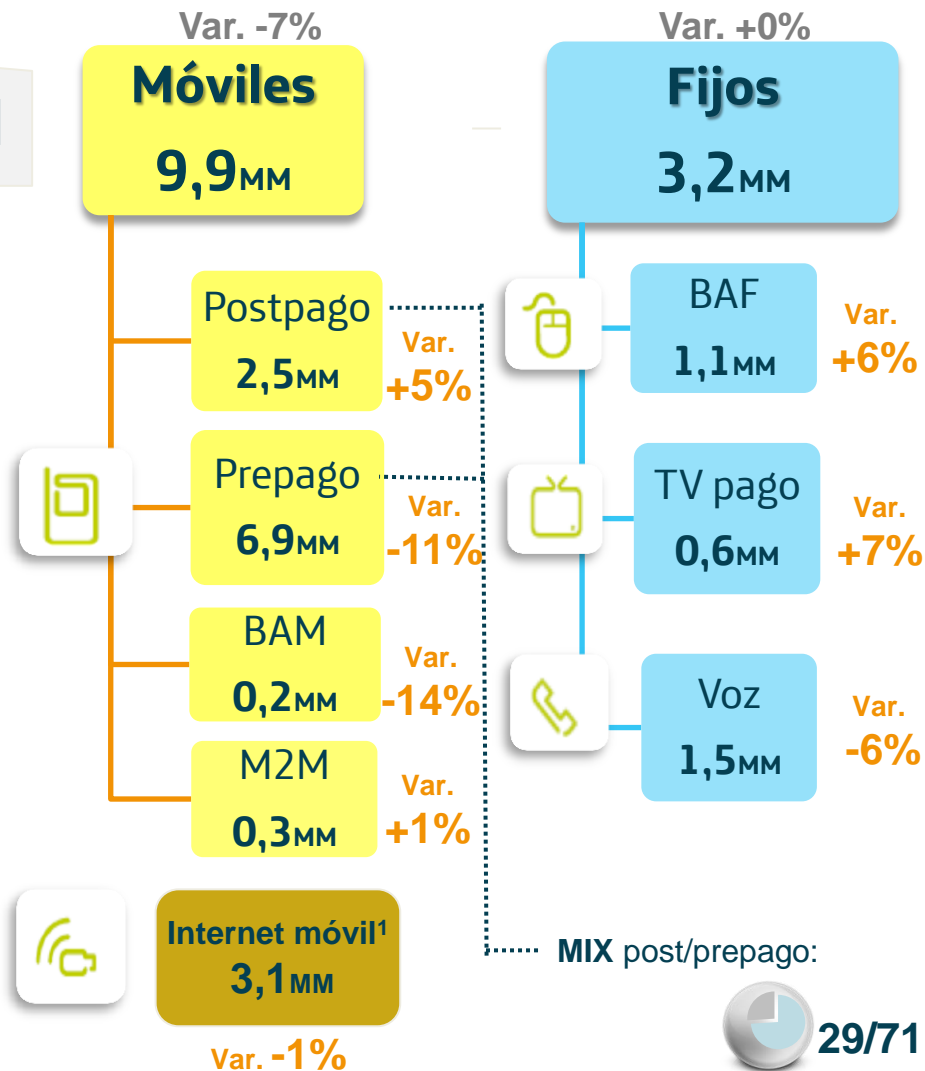 Var. -7%
Móviles
9,9MM
Postpago
2,5MM
Var.
+5%
Prepago
6,9MM
Var.
-11%
BAM
0,2MM
Var.
-14%
M2M
0,3MM
Var.
+1%
Internet móvil¹
3,1MM
Var. -1%
Var. +0%
Fijos
3,2MM
BAF
1,1MM
Var.
+6%
TV pago
0,6MM
Var.
+7%
Voz
1,5MM
Var.
-6%
MIX post/prepago:
29/71